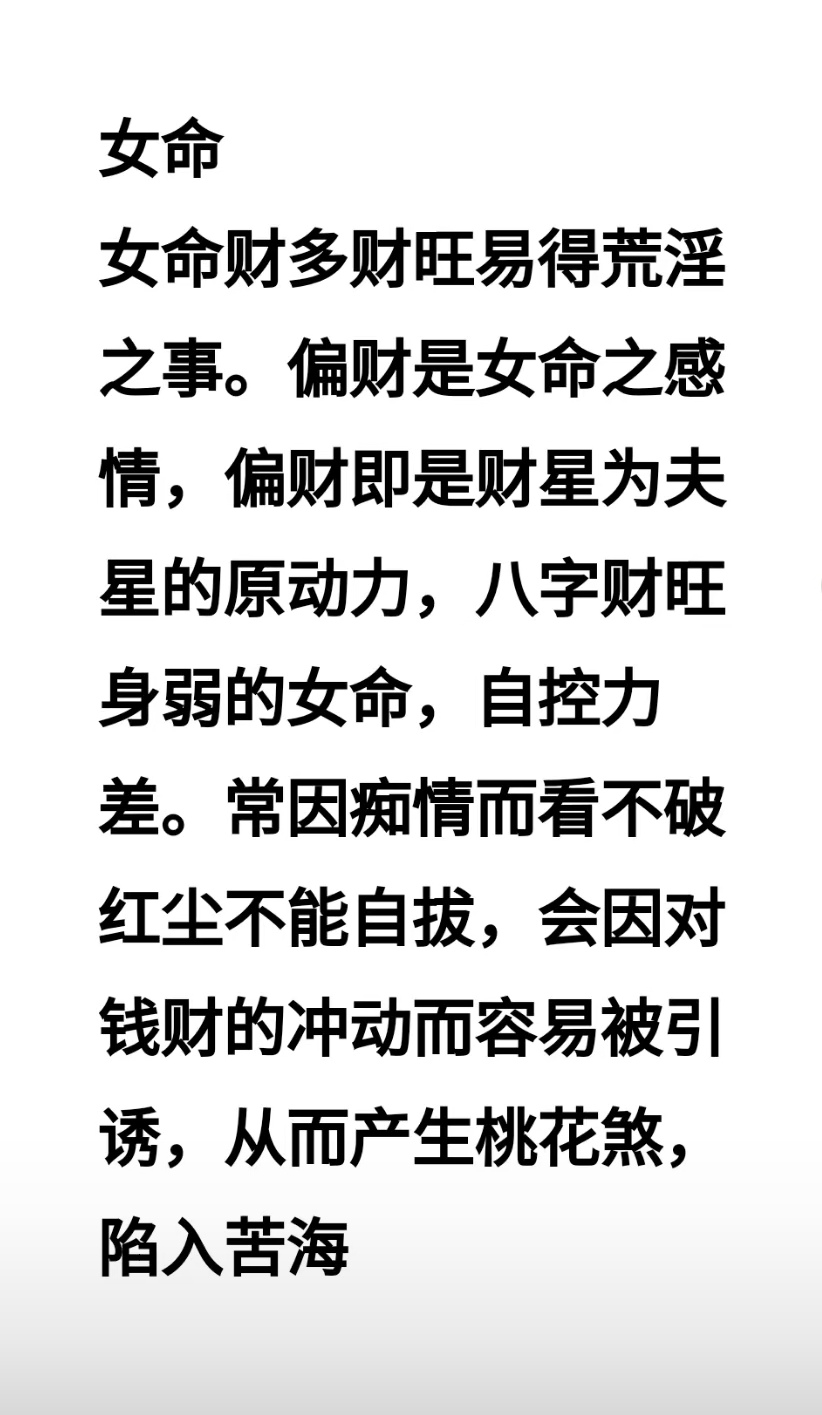 女命
女命财多财旺易得荒淫
之事。偏财是女命之感
情，偏财即是财星为夫
星的原动力，八字财旺
身弱的女命，自控力
差。常因痴情而看不破
红尘不能自拔，会因对
钱财的冲动而容易被引
诱，从而产生桃花煞，
陷入苦海